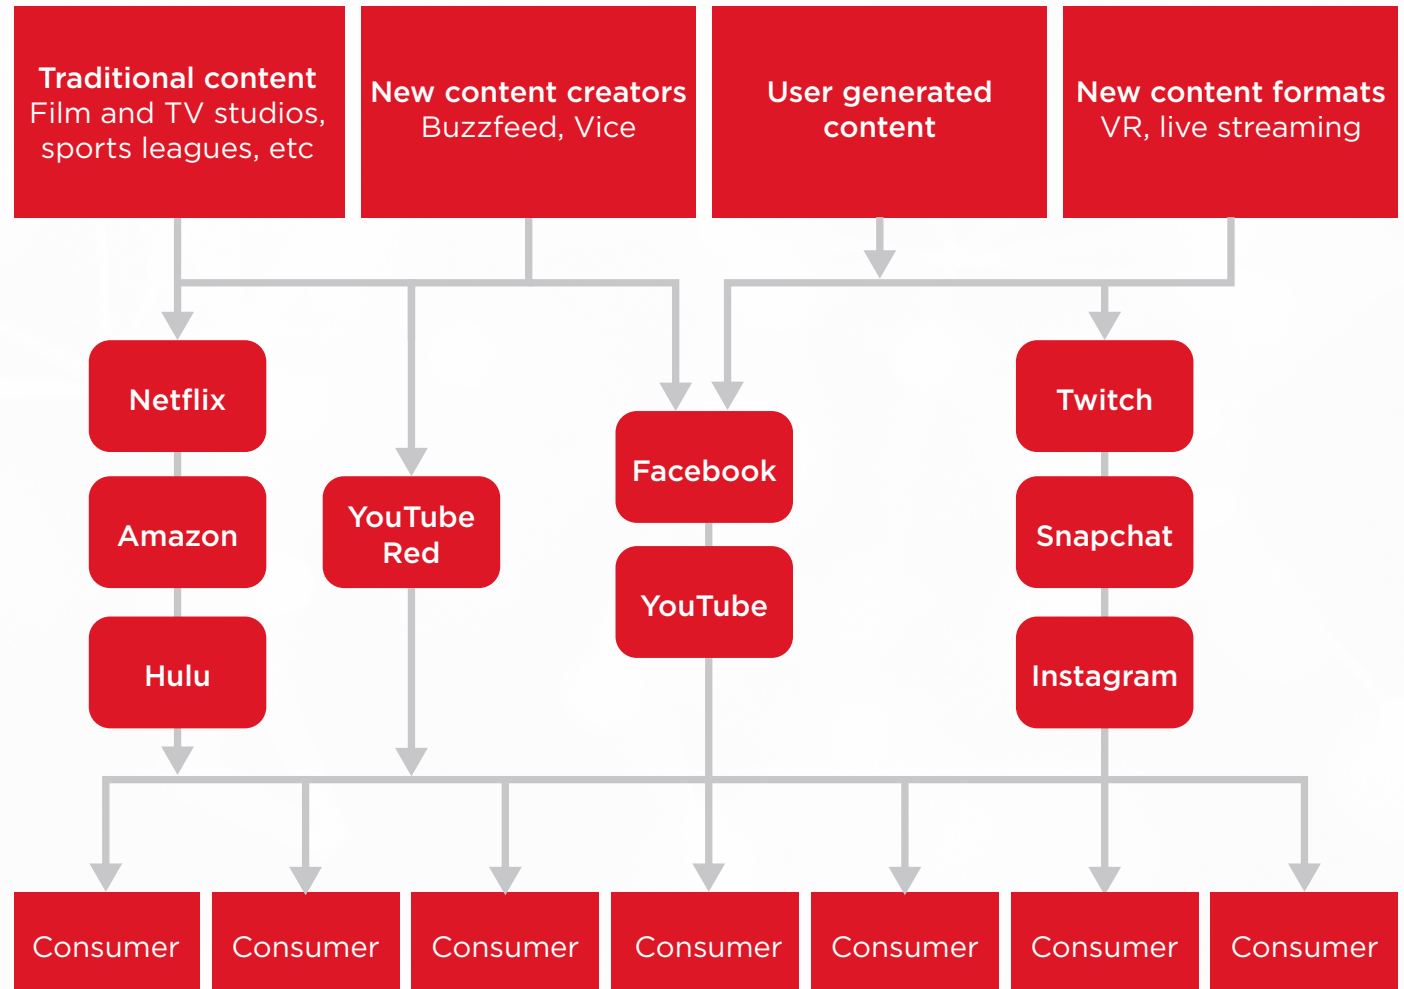 Traditional content
Film and TV studios,
sports leagues, etc
New content creators
Buzzfeed, Vice
User generated
content
New content formats
VR, live streaming
Netflix
Amazon
Hulu
YouTube
Red
Facebook
YouTube
Twitch
Snapchat
Instagram
Consumer
Consumer
Consumer
Consumer
Consumer
Consumer
Consumer